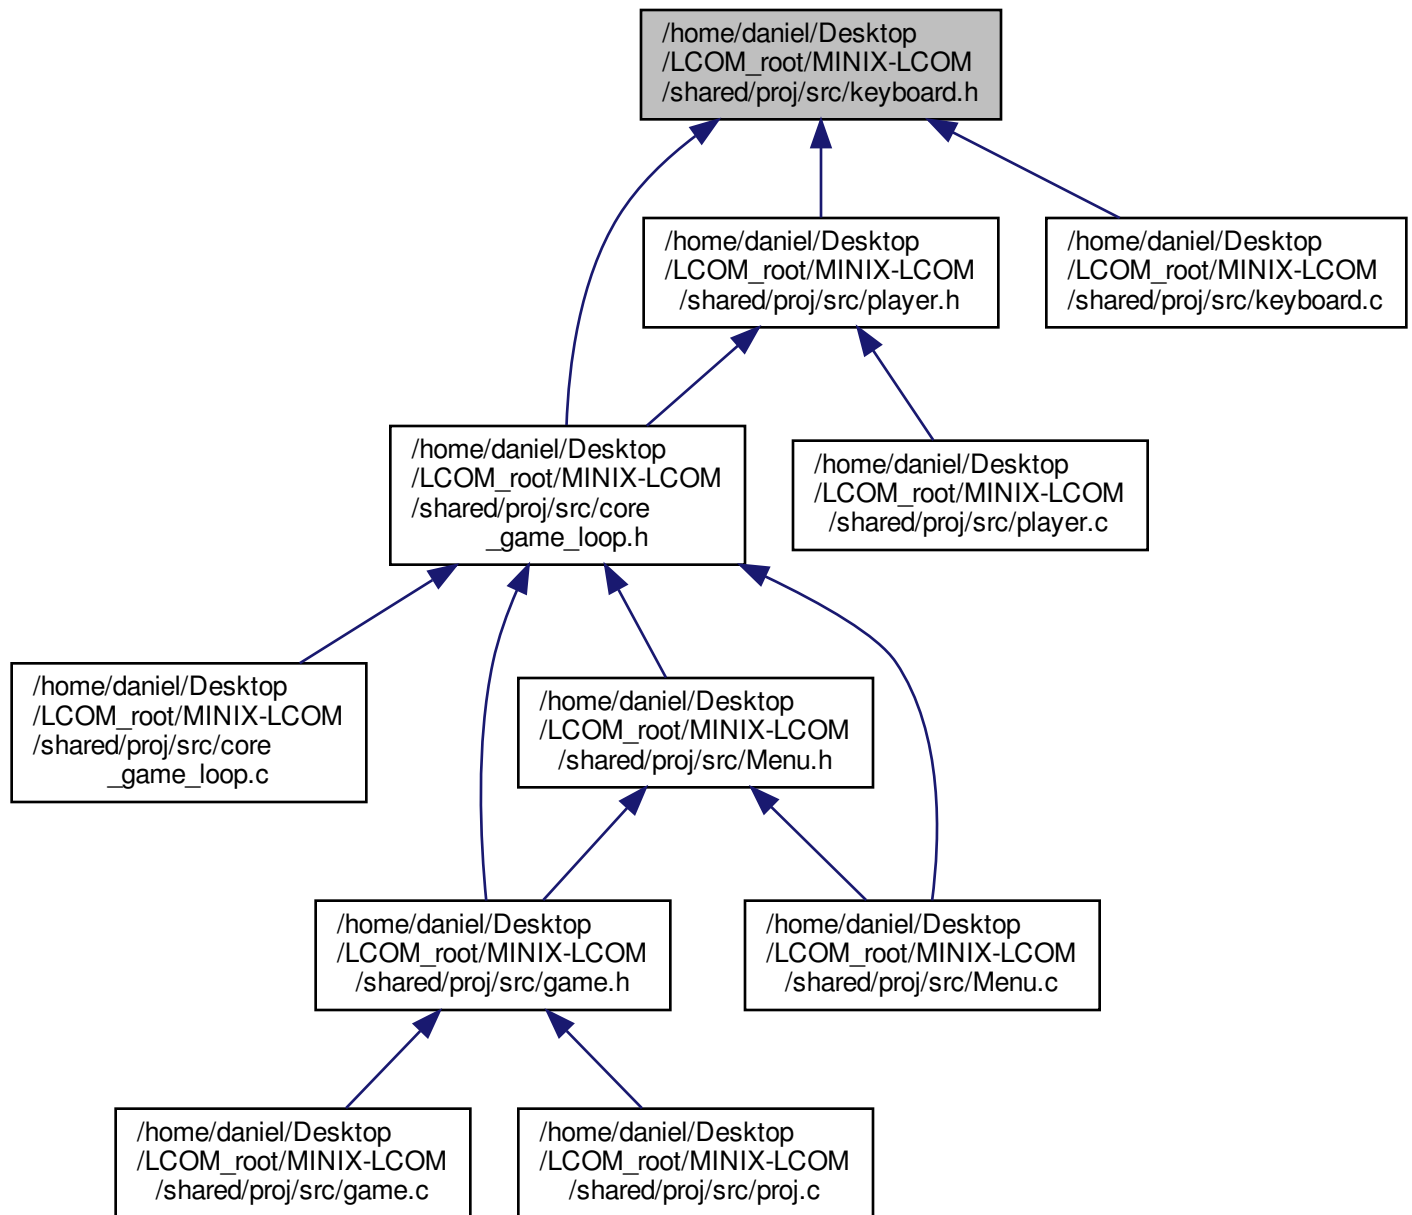 /home/daniel/Desktop
/LCOM_root/MINIX-LCOM
/shared/proj/src/keyboard.h
/home/daniel/Desktop
/LCOM_root/MINIX-LCOM
/shared/proj/src/player.h
/home/daniel/Desktop
/LCOM_root/MINIX-LCOM
/shared/proj/src/keyboard.c
/home/daniel/Desktop
/LCOM_root/MINIX-LCOM
/shared/proj/src/core
_game_loop.h
/home/daniel/Desktop
/LCOM_root/MINIX-LCOM
/shared/proj/src/player.c
/home/daniel/Desktop
/LCOM_root/MINIX-LCOM
/shared/proj/src/core
_game_loop.c
/home/daniel/Desktop
/LCOM_root/MINIX-LCOM
/shared/proj/src/Menu.h
/home/daniel/Desktop
/LCOM_root/MINIX-LCOM
/shared/proj/src/game.h
/home/daniel/Desktop
/LCOM_root/MINIX-LCOM
/shared/proj/src/Menu.c
/home/daniel/Desktop
/LCOM_root/MINIX-LCOM
/shared/proj/src/game.c
/home/daniel/Desktop
/LCOM_root/MINIX-LCOM
/shared/proj/src/proj.c